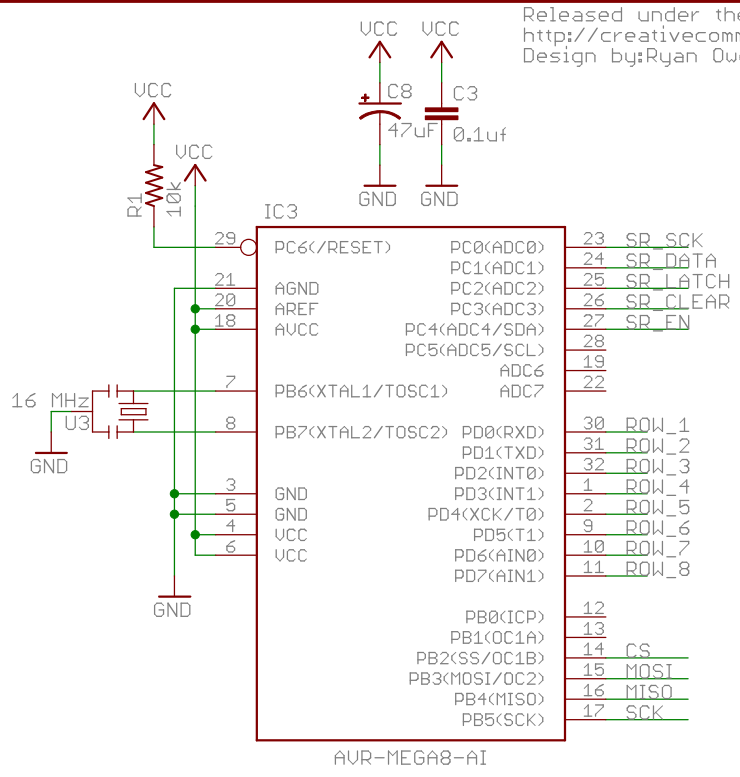 Released under the
http://creativecomm
Design by:Ryan Owe
VCC
VCC
C8
47uF
C3
0.1uf
GND
GND
VCC
VCC
R1
10k
IC3
29 PC6(/RESET)
21 AGND
20 AREF
18 AVCC
7 PB6(XTAL1/TOSC1)
8 PB7(XTAL2/TOSC2)
3 GND
5 GND
4 VCC
6 VCC
16 MHz
U3
GND
GND
PC0(ADC0) 23 SR_SCK
PC1(ADC1) 24 SR_DATA
PC2(ADC2) 25 SR_LATCH
PC3(ADC3) 26 SR_CLEAR
PC4(ADC4/SDA) 27 SR_EN
PC5(ADC5/SCL) 28
ADC6 19
ADC7 22
PD0(RXD) 30 ROW_1
PD1(TXD) 31 ROW_2
PD2(INT0) 32 ROW_3
PD3(INT1) 1 ROW_4
PD4(XCK/T0) 2 ROW_5
PD5(T1) 9 ROW_6
PD6(AIN0) 10 ROW_7
PD7(AIN1) 11 ROW_8
PB0(ICP) 12
PB1(OC1A) 13
PB2(SS/OC1B) 14 CS
PB3(MOSI/OC2) 15 MOSI
PB4(MISO) 16 MISO
PB5(SCK) 17 SCK
AVR-MEGA8-AI